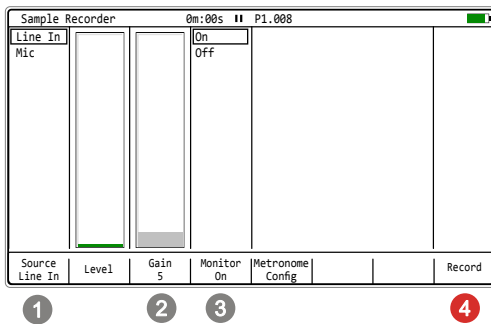 Sample Recorder 0m:00s P1.008
Line In On
Mic Off
Source Level Gain Monitor Metronome Record
Line In 5 On Config
1 2 3 4